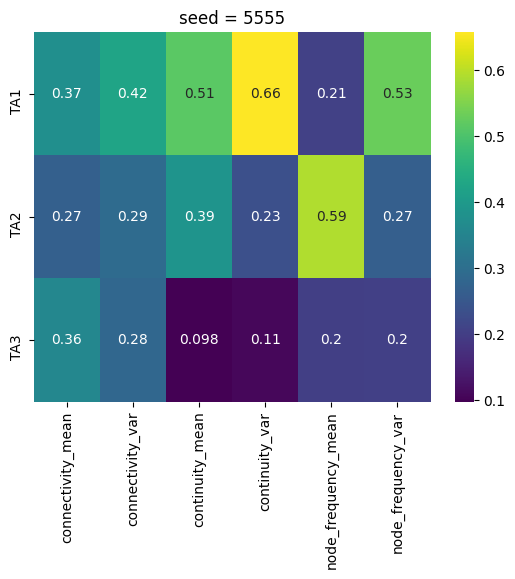 seed = 5555
TA1 0.37 0.42 0.51 0.66 0.21 0.53
TA2 0.27 0.29 0.39 0.23 0.59 0.27
TA3 0.36 0.28 0.098 0.11 0.2 0.2
connectivity_mean
connectivity_var
continuity_mean
continuity_var
node_frequency_mean
node_frequency_var
0.6
0.5
0.4
0.3
0.2
0.1